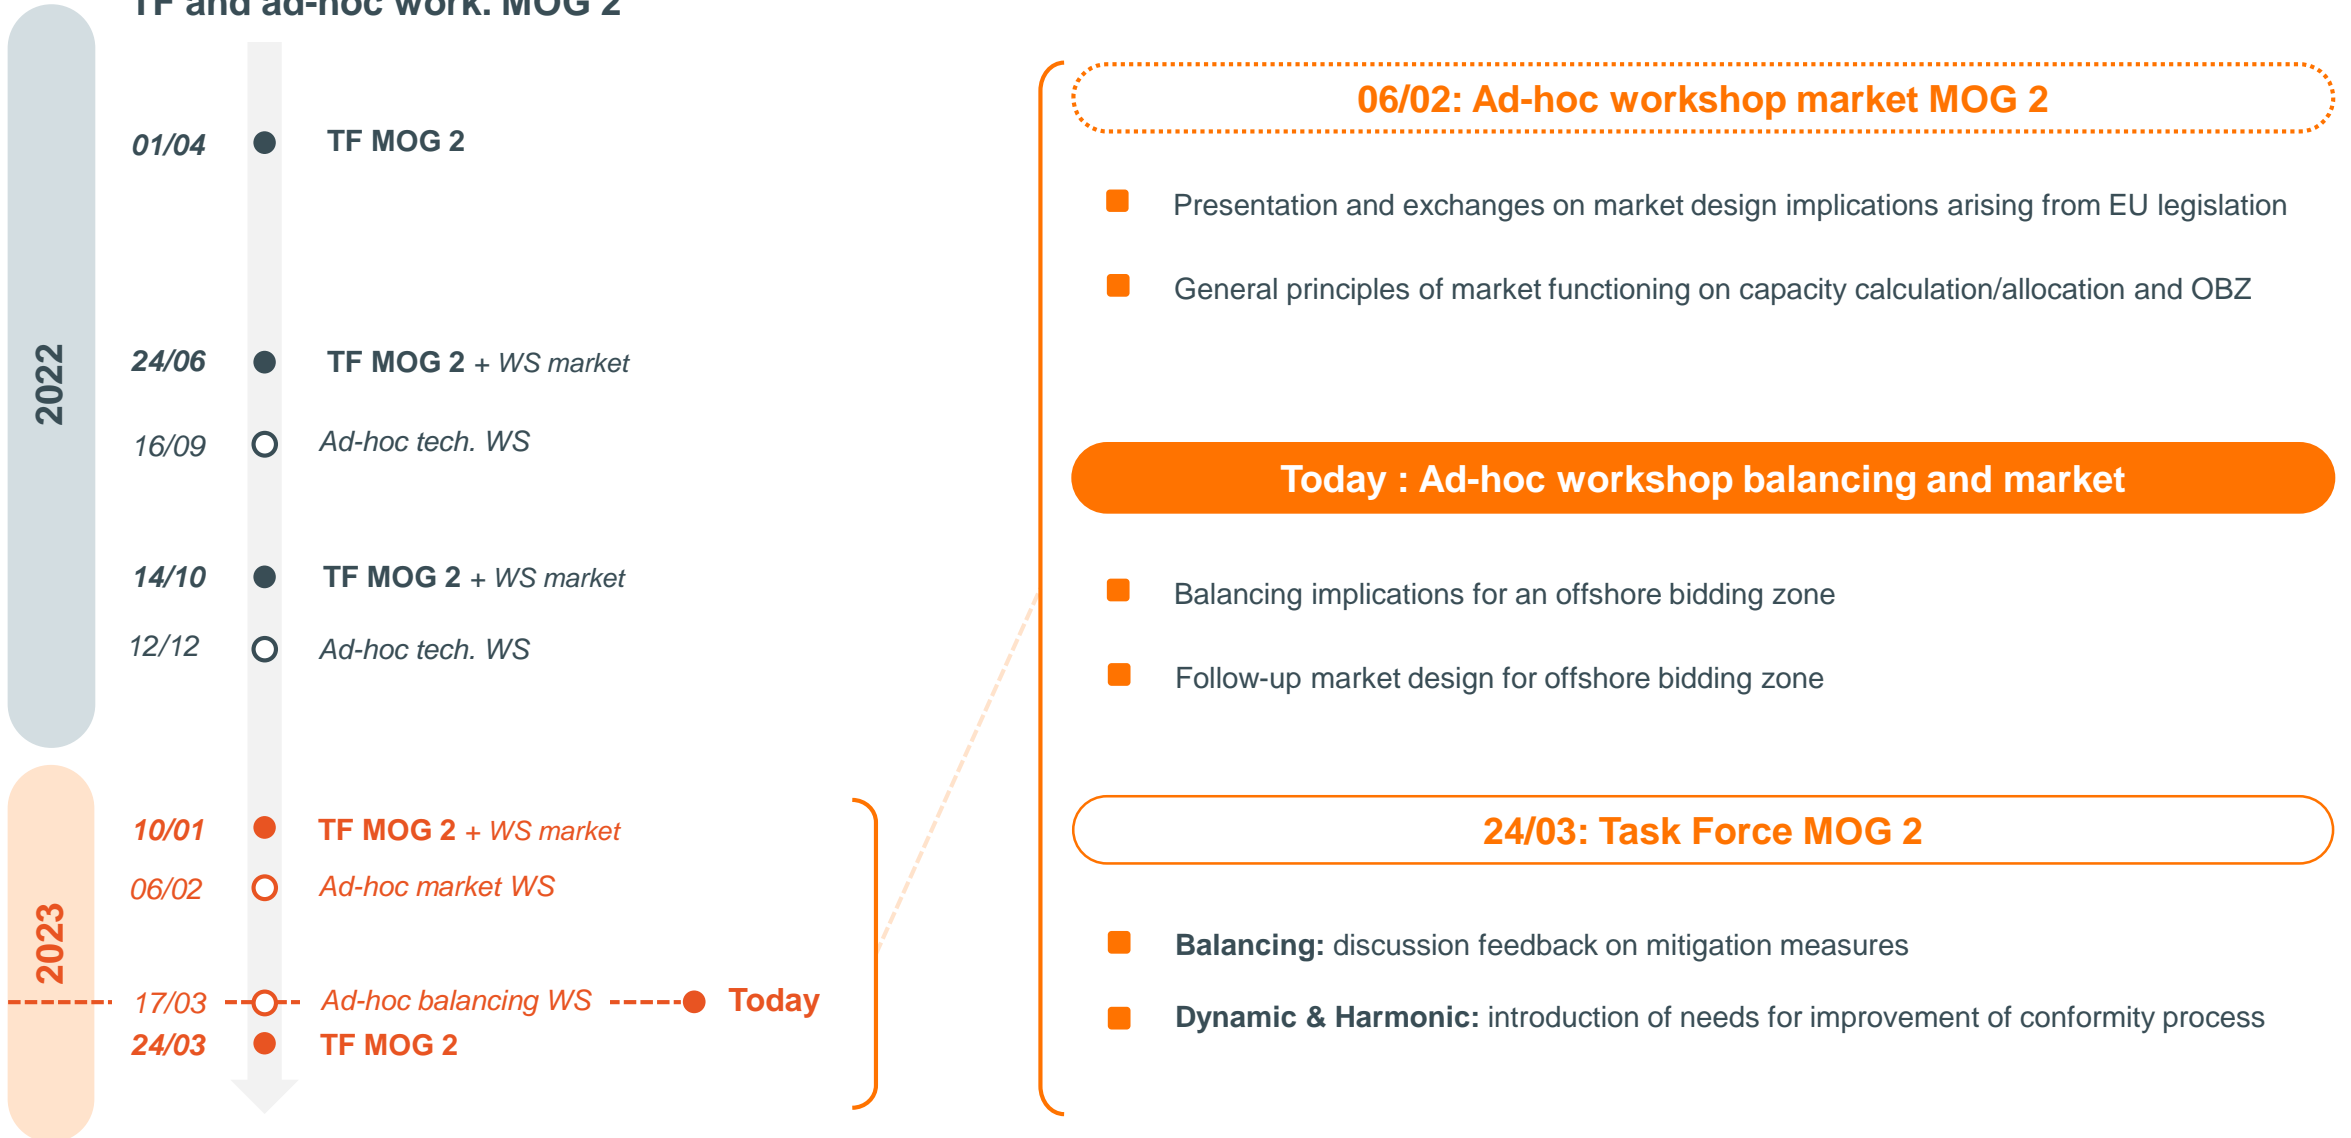 TF and ad-hoc work. MOG 2
2022
01/04 TF MOG 2
24/06 TF MOG 2 + WS market
16/09 Ad-hoc tech. WS
14/10 TF MOG 2 + WS market
12/12 Ad-hoc tech. WS
2023
10/01 TF MOG 2 + WS market
06/02 Ad-hoc market WS
17/03 Ad-hoc balancing WS Today
24/03 TF MOG 2
06/02: Ad-hoc workshop market MOG 2
Presentation and exchanges on market design implications arising from EU legislation
General principles of market functioning on capacity calculation/allocation and OBZ
Today : Ad-hoc workshop balancing and market
Balancing implications for an offshore bidding zone
Follow-up market design for offshore bidding zone
24/03: Task Force MOG 2
Balancing: discussion feedback on mitigation measures
Dynamic & Harmonic: introduction of needs for improvement of conformity process